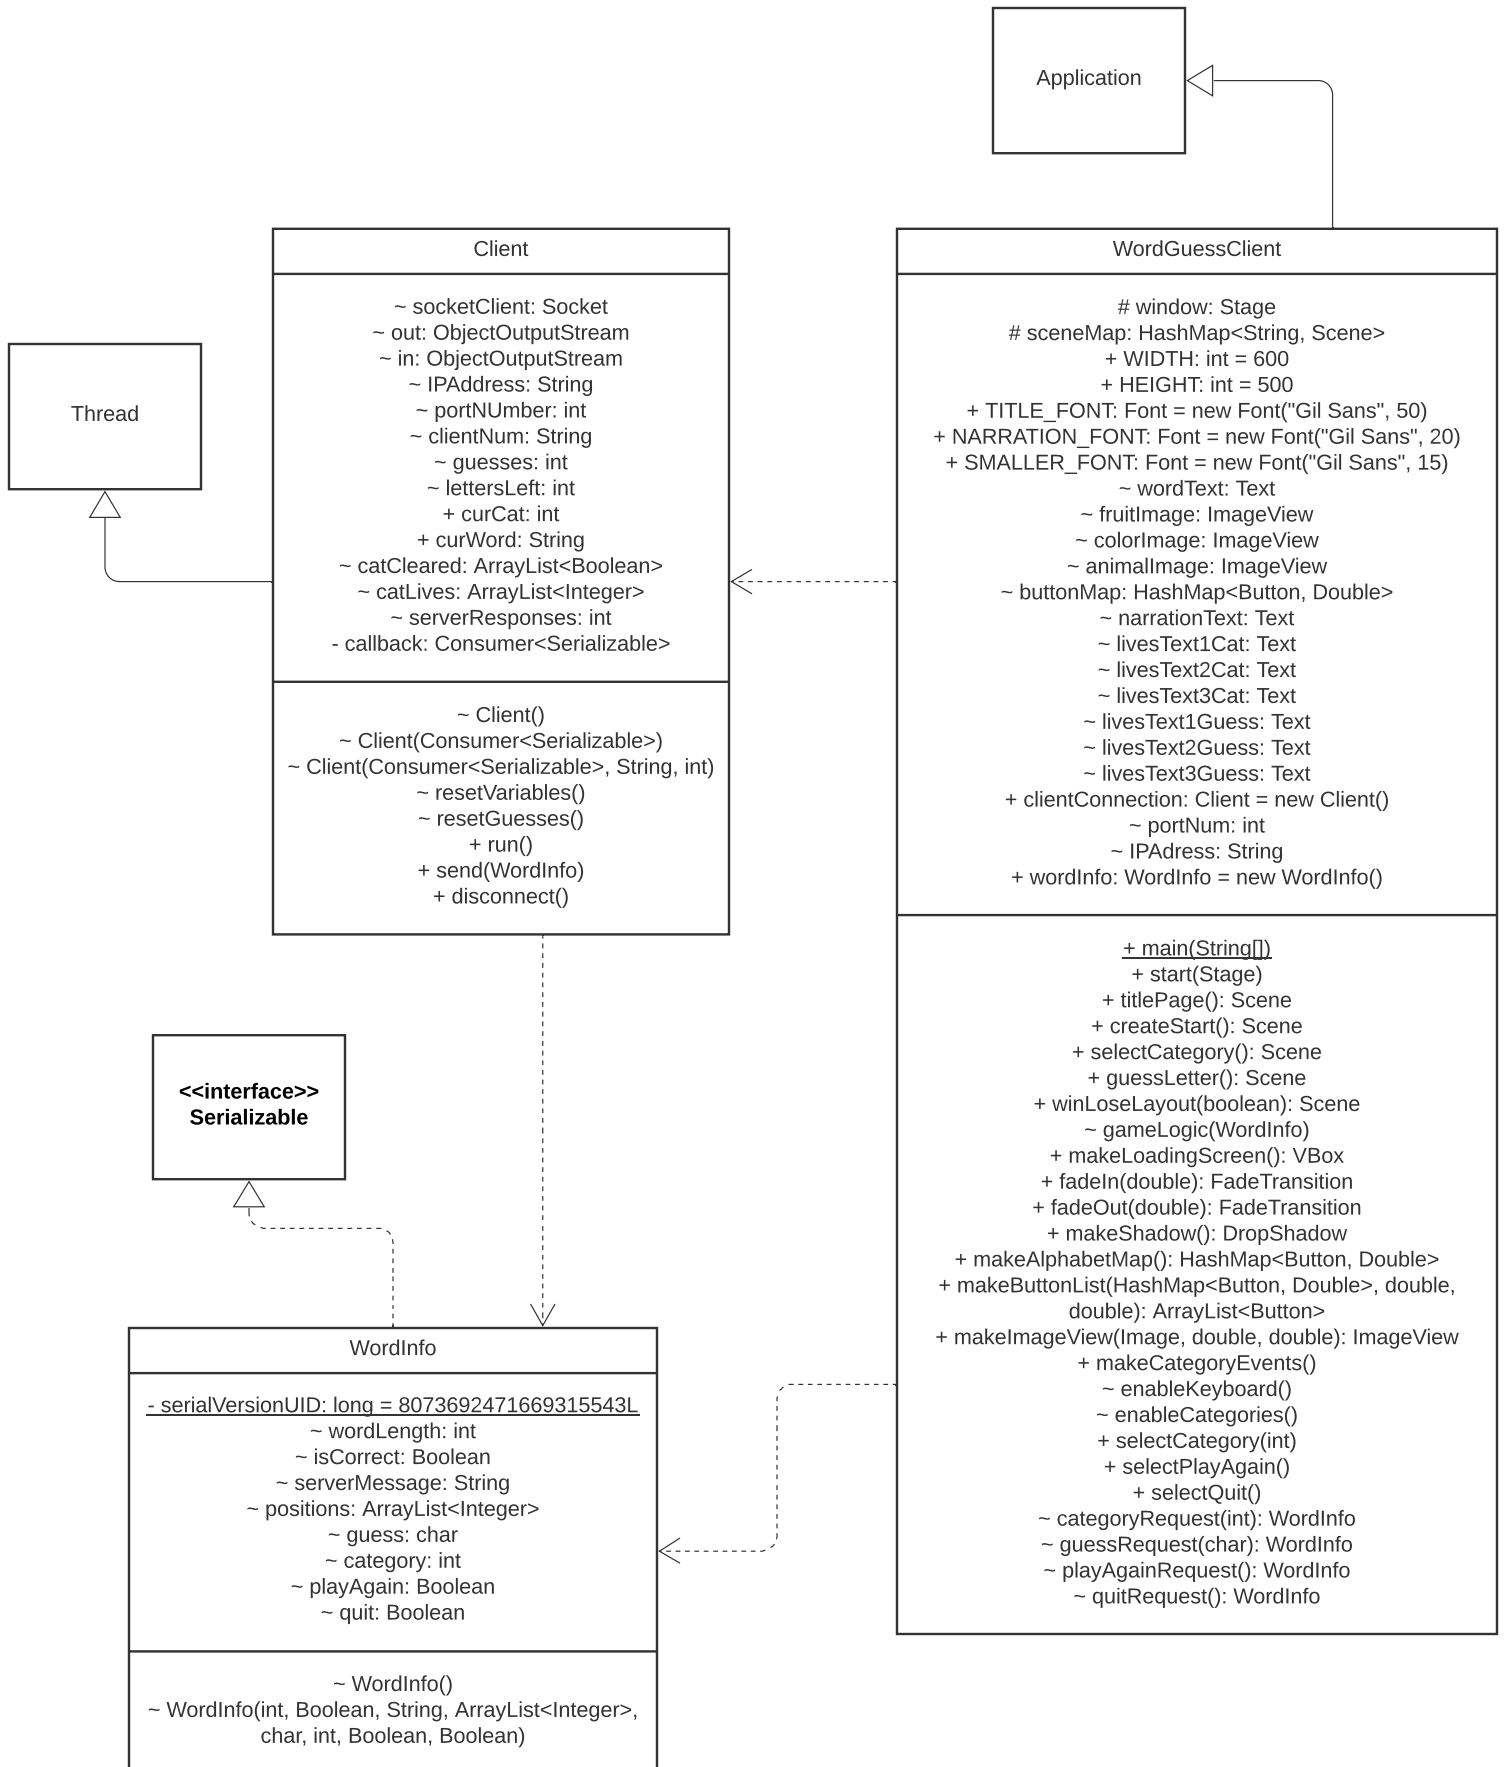 Application
Client
~ socketClient: Socket
~ out: ObjectOutputStream
~ in: ObjectOutputStream
~ IPAddress: String
~ portNUmber: int
~ clientNum: String
~ guesses: int
~ lettersLeft: int
+ curCat: int
+ curWord: String
~ catCleared: ArrayList<Boolean>
~ catLives: ArrayList<Integer>
~ serverResponses: int
- callback: Consumer<Serializable>
~ Client()
~ Client(Consumer<Serializable>)
~ Client(Consumer<Serializable>, String, int)
~ resetVariables()
~ resetGuesses()
+ run()
+ send(WordInfo)
+ disconnect()
WordGuessClient
# window: Stage
# sceneMap: HashMap<String, Scene>
+ WIDTH: int = 600
+ HEIGHT: int = 500
+ TITLE_FONT: Font = new Font("Gil Sans", 50)
+ NARRATION_FONT: Font = new Font("Gil Sans", 20)
+ SMALLER_FONT: Font = new Font("Gil Sans", 15)
~ wordText: Text
~ fruitImage: ImageView
~ colorImage: ImageView
~ animalImage: ImageView
~ buttonMap: HashMap<Button, Double>
~ narrationText: Text
~ livesText1Cat: Text
~ livesText2Cat: Text
~ livesText3Cat: Text
~ livesText1Guess: Text
~ livesText2Guess: Text
~ livesText3Guess: Text
+ clientConnection: Client = new Client()
~ portNum: int
~ IPAdress: String
+ wordInfo: WordInfo = new WordInfo()
+ main(String[])
+ start(Stage)
+ titlePage(): Scene
+ createStart(): Scene
+ selectCategory(): Scene
+ guessLetter(): Scene
+ winLoseLayout(boolean): Scene
~ gameLogic(WordInfo)
+ makeLoadingScreen(): VBox
+ fadeIn(double): FadeTransition
+ fadeOut(double): FadeTransition
+ makeShadow(): DropShadow
+ makeAlphabetMap(): HashMap<Button, Double>
+ makeButtonList(HashMap<Button, Double>, double,
double): ArrayList<Button>
+ makeImageView(Image, double, double): ImageView
+ makeCategoryEvents()
~ enableKeyboard()
~ enableCategories()
+ selectCategory(int)
+ selectPlayAgain()
+ selectQuit()
~ categoryRequest(int): WordInfo
~ guessRequest(char): WordInfo
~ playAgainRequest(): WordInfo
~ quitRequest(): WordInfo
Thread
<<interface>>
Serializable
WordInfo
- serialVersionUID: long = 8073692471669315543L
~ wordLength: int
~ isCorrect: Boolean
~ serverMessage: String
~ positions: ArrayList<Integer>
~ guess: char
~ category: int
~ playAgain: Boolean
~ quit: Boolean
~ WordInfo()
~ WordInfo(int, Boolean, String, ArrayList<Integer>,
char, int, Boolean, Boolean)